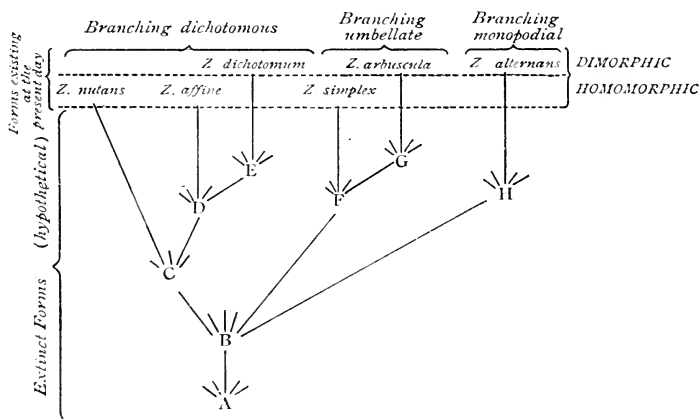 Branching dichotomous
Branching umbellate
Branching monopodial
Z. dichotomum
Z. arbuscula
Z. alternans
DIMORPHIC
Z. nutans
Z. affine
Z. simplex
HOMOMORPHIC
Forms existing at the present day
Extinct Forms (hypothetical)
G
E
D
F
H
C
B
A